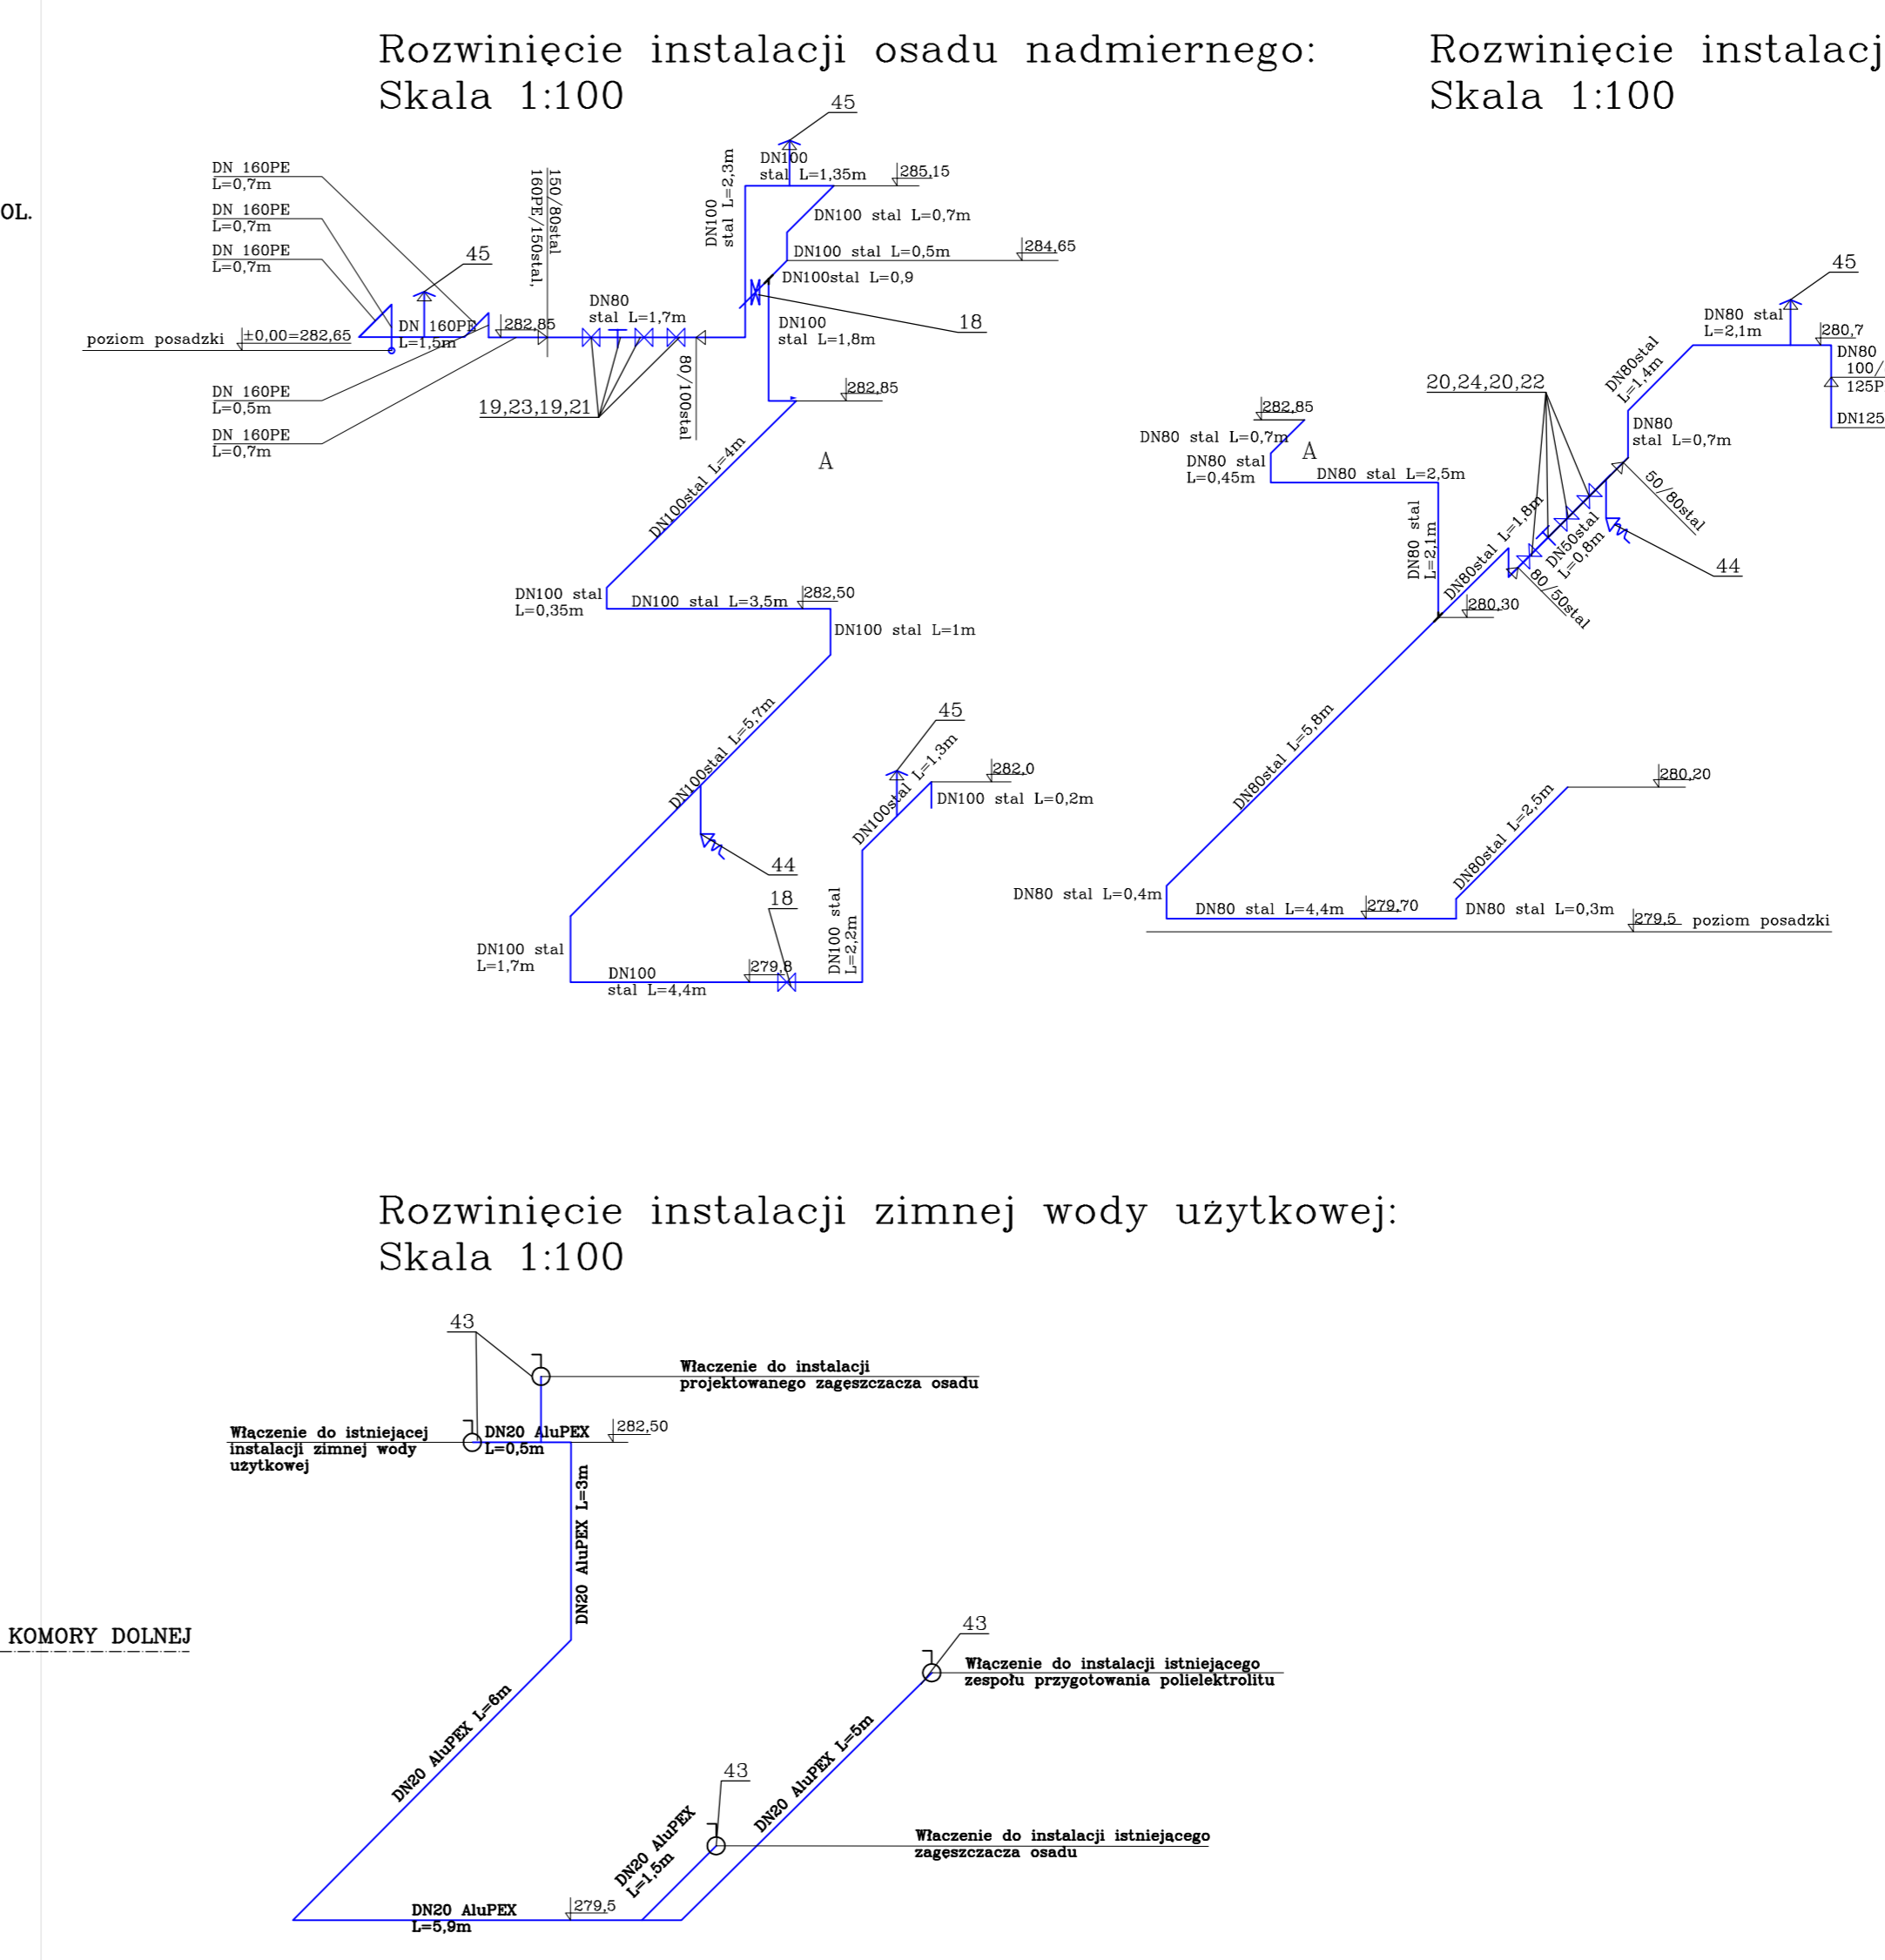 Rozwinięcie instalacji osadu nadmiernego:
Skala 1:100
Rozwinięcie instalacj
Skala 1:100
OL.
DN 160PE
L=0,7m
DN 160PE
L=0,7m
DN 160PE
L=0,7m
45
poziom posadzki
±0,00=282,65
DN 160PE
L=1,5m
282,85
DN 160PE
L=0,5m
DN 160PE
L=0,7m
150/80stal
160PE/150stal,
DN80
stal L=1,7m
19,23,19,21
80/100stal
DN100
stal L=2,3m
45
DN100
stal L=1,35m
285,15
DN100 stal L=0,7m
DN100 stal L=0,5m
284,65
DN100stal L=0,9
18
DN100
stal L=1,8m
282,85
A
DN100stal L=4m
DN100 stal
L=0,35m
DN100 stal L=3,5m
282,50
DN100 stal L=1m
DN100stal L=5,7m
44
18
DN100 stal
L=1,7m
DN100
stal L=4,4m
279,8
DN100 stal
L=2,2m
DN100stal L=1,3m
45
282,0
DN100 stal L=0,2m
282,85
DN80 stal L=0,7m
A
DN80 stal
L=0,45m
DN80 stal L=2,5m
DN80 stal
L=2,1m
DN80stal L=1,8m
280,30
20,24,20,22
80/50stal
DN50stal
L=0,8m
44
50/80stal
DN80
stal L=0,7m
DN80stal
L=1,4m
DN80 stal
L=2,1m
45
280,7
DN80
100/
125P
DN125
DN80stal L=5,8m
DN80 stal L=0,4m
DN80 stal L=4,4m
279,70
DN80 stal L=0,3m
DN80stal L=2,5m
280,20
279,5
poziom posadzki
Rozwinięcie instalacji zimnej wody użytkowej:
Skala 1:100
43
Właczenie do instalacji
projektowanego zagęszczacza osadu
Właczenie do istniejącej
instalacji zimnej wody
użytkowej
DN20 AluPEX
L=0,5m
282,50
DN20 AluPEX L=3m
KOMORY DOLNEJ
DN20 AluPEX L=6m
DN20 AluPEX
L=5,9m
279,5
DN20 AluPEX
L=1,5m
43
DN20 AluPEX L=5m
43
Włączenie do instalacji istniejącego
zespołu przygotowania polielektrolitu
Właczenie do instalacji istniejącego
zagęszczacza osadu